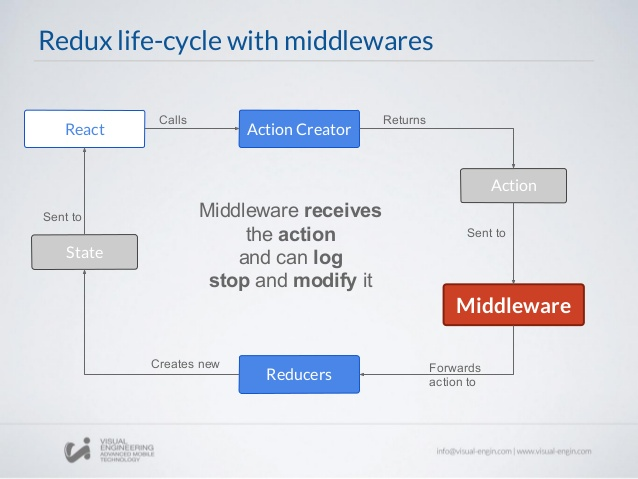 Redux life-cycle with middlewares
React
Calls
Action Creator
Returns
Action
Sent to
Middleware receives
the action
and can log
stop and modify it
Sent to
State
Middleware
Creates new
Reducers
Forwards
action to
VISUAL
ENGINEERING
ADVANCED MOBILE
TECHNOLOGY
info@visual-engin.com | www.visual-engin.com